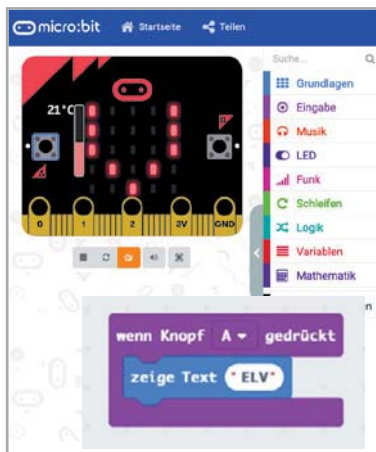 micro:bit Startseite Teilen
Suche...
Grundlagen
21°C
Eingabe
Musik
LED
Funk
Schleifen
Logik
Variablen
Mathematik
0 1 2 3V GND
n
wenn Knopf A gedrückt
zeige Text "ELV"